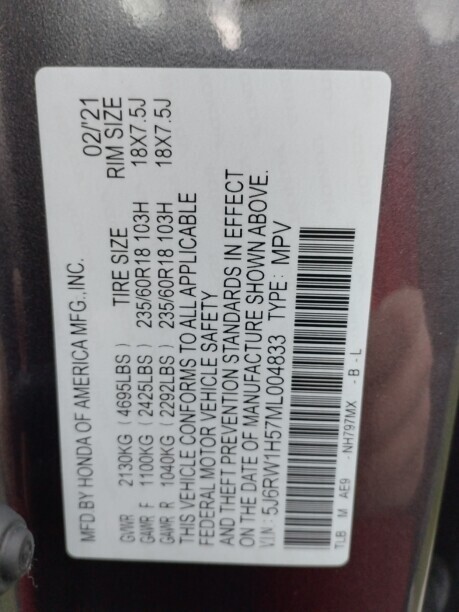 MFD BY HONDA OF AMERICA MFG., INC. 02/'21
GVWR 2130KG (4695LBS) TIRE SIZE RIM SIZE
GAWR F 1100KG (2425LBS) 235/60R18 103H 18X7.5J
GAWR R 1040KG (2292LBS) 235/60R18 103H 18X7.5J
THIS VEHICLE CONFORMS TO ALL APPLICABLE
FEDERAL MOTOR VEHICLE SAFETY
AND THEFT PREVENTION STANDARDS IN EFFECT
ON THE DATE OF MANUFACTURE SHOWN ABOVE.
V.I.N.: 5J6RW1H57ML004833 TYPE: MPV
TLB M AE9 -NH797MX -B-L